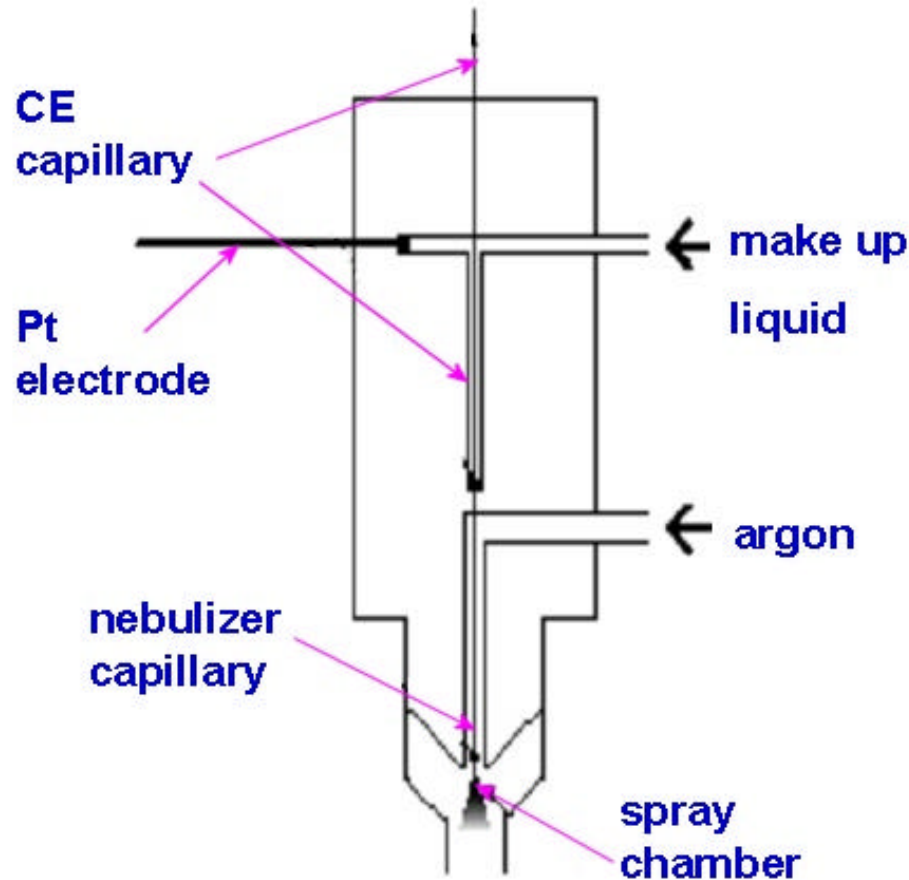 CE
capillary
make up
liquid
Pt
electrode
argon
nebulizer
capillary
spray
chamber